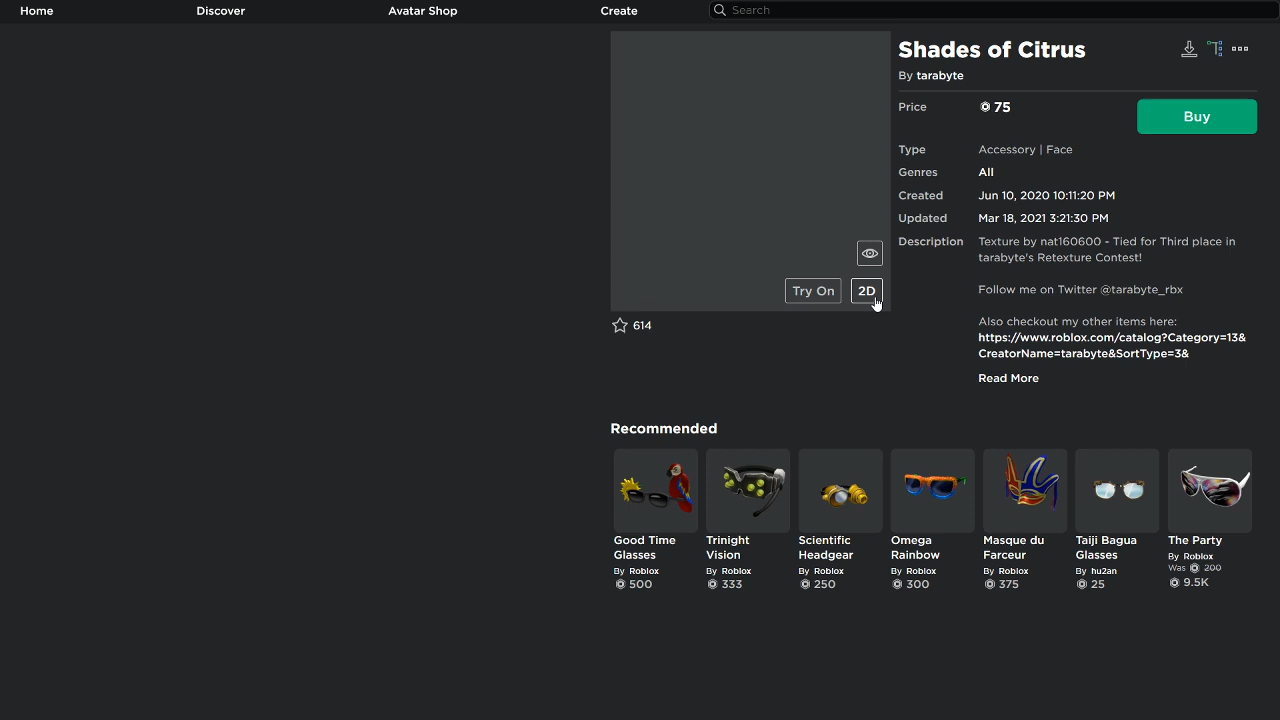 Home Discover Avatar Shop Create Search
Shades of Citrus
By tarabyte
Price 75
Buy
Type Accessory | Face
Genres All
Created Jun 10, 2020 10:11:20 PM
Updated Mar 18, 2021 3:21:30 PM
Description Texture by nat160600 - Tied for Third place in
tarabyte's Retexture Contest!
Follow me on Twitter @tarabyte_rbx
Also checkout my other items here:
https://www.roblox.com/catalog?Category=13&
CreatorName=tarabyte&SortType=3&
Read More
Try On 2D
614
Recommended
Good Time
Glasses
By Roblox
500
Trinight
Vision
By Roblox
333
Scientific
Headgear
By Roblox
250
Omega
Rainbow
By Roblox
300
Masque du
Farceur
By Roblox
375
Taiji Bagua
Glasses
By hu2an
25
The Party
By Roblox
Was 200
9.5K